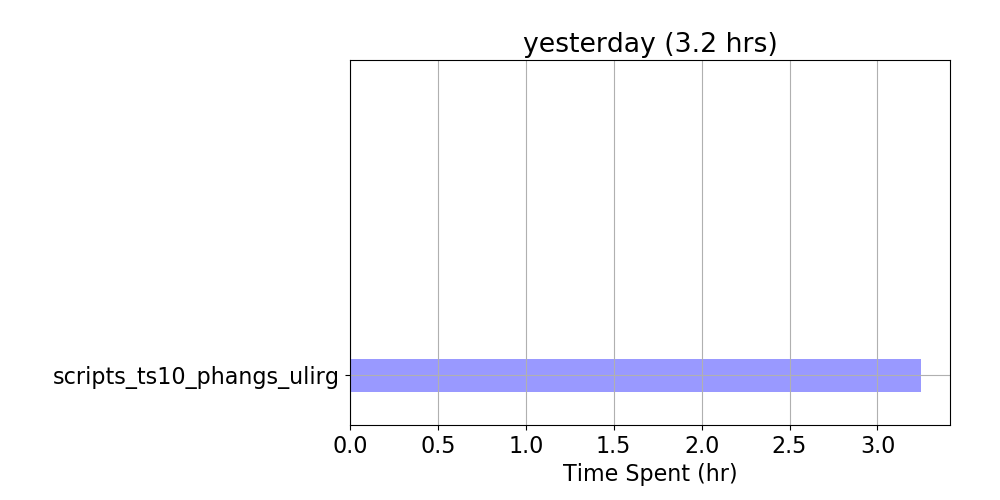 yesterday (3.2 hrs)
scripts_ts10_phangs_ulirg
0.0 0.5 1.0 1.5 2.0 2.5 3.0
Time Spent (hr)